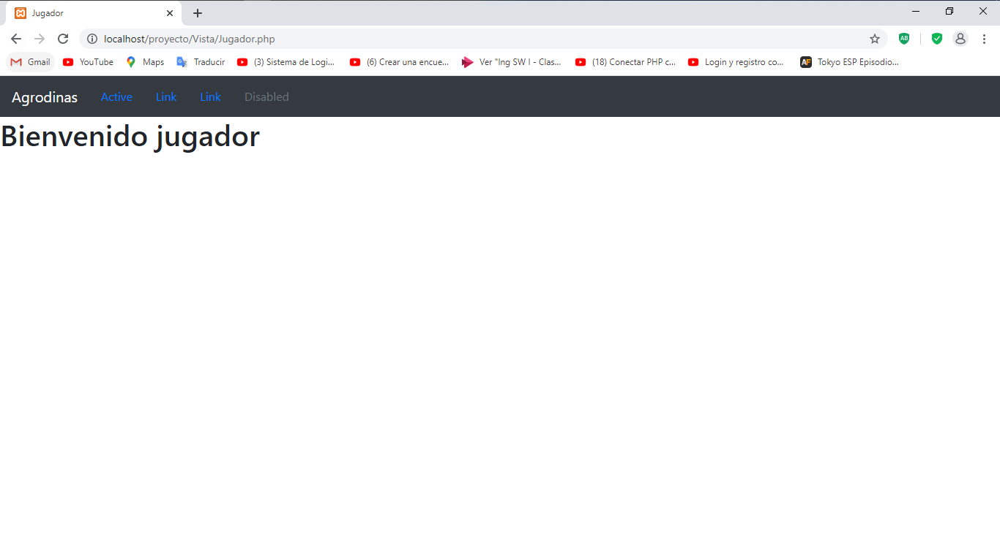 Jugador
localhost/proyecto/Vista/Jugador.php
Gmail YouTube Maps Traducir (3) Sistema de Logi... (6) Crear una encue... Ver "Ing SW I - Clas... (18) Conectar PHP c... Login y registro co... AF Tokyo ESP Episodio...
Agrodinas Active Link Link Disabled
Bienvenido jugador